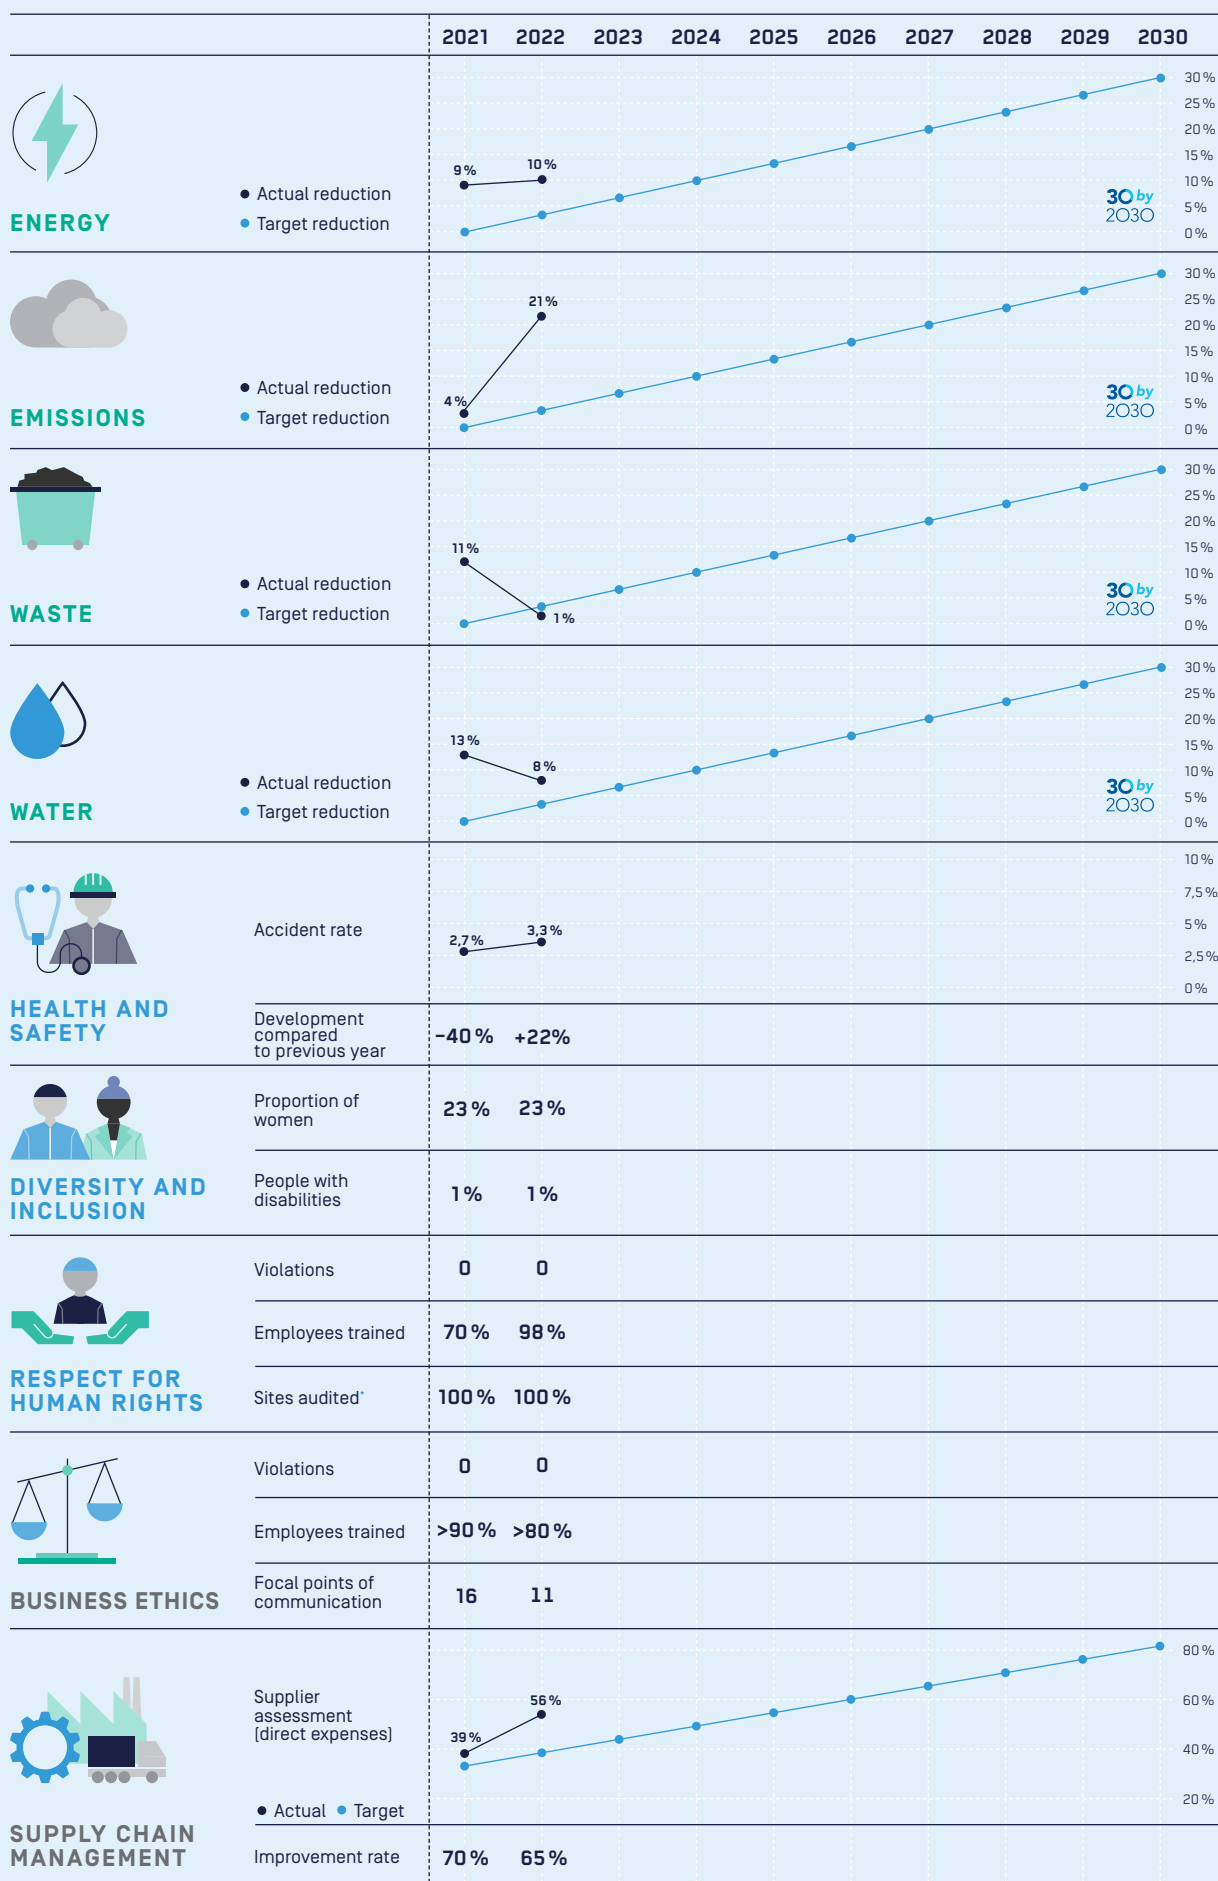 2021 2022 2023 2024 2025 2026 2027 2028 2029 2030
30 %
25 %
20 %
15 %
9 % 10 %
10 %
• Actual reduction
30 by
2030
5 %
ENERGY
• Target reduction
0 %
30 %
25 %
21 %
20 %
15 %
10 %
• Actual reduction
4 %
30 by
2030
5 %
EMISSIONS
• Target reduction
0 %
30 %
25 %
20 %
11 %
15 %
10 %
• Actual reduction
30 by
2030
5 %
WASTE
• Target reduction
1 %
0 %
30 %
25 %
20 %
13 %
15 %
8 %
10 %
• Actual reduction
30 by
2030
5 %
WATER
• Target reduction
0 %
10 %
7,5 %
Accident rate
2,7 % 3,3 %
5 %
2,5 %
0 %
HEALTH AND
SAFETY
Development
compared
to previous year
−40 % +22%
Proportion of
women
23 % 23 %
DIVERSITY AND
INCLUSION
People with
disabilities
1 % 1 %
Violations 0 0
Employees trained 70 % 98 %
RESPECT FOR
HUMAN RIGHTS
Sites audited* 100 % 100 %
Violations 0 0
Employees trained >90 % >80 %
BUSINESS ETHICS
Focal points of
communication
16 11
80 %
Supplier
assessment
(direct expenses)
39 % 56 %
60 %
40 %
20 %
• Actual • Target
SUPPLY CHAIN
MANAGEMENT
Improvement rate 70 % 65 %